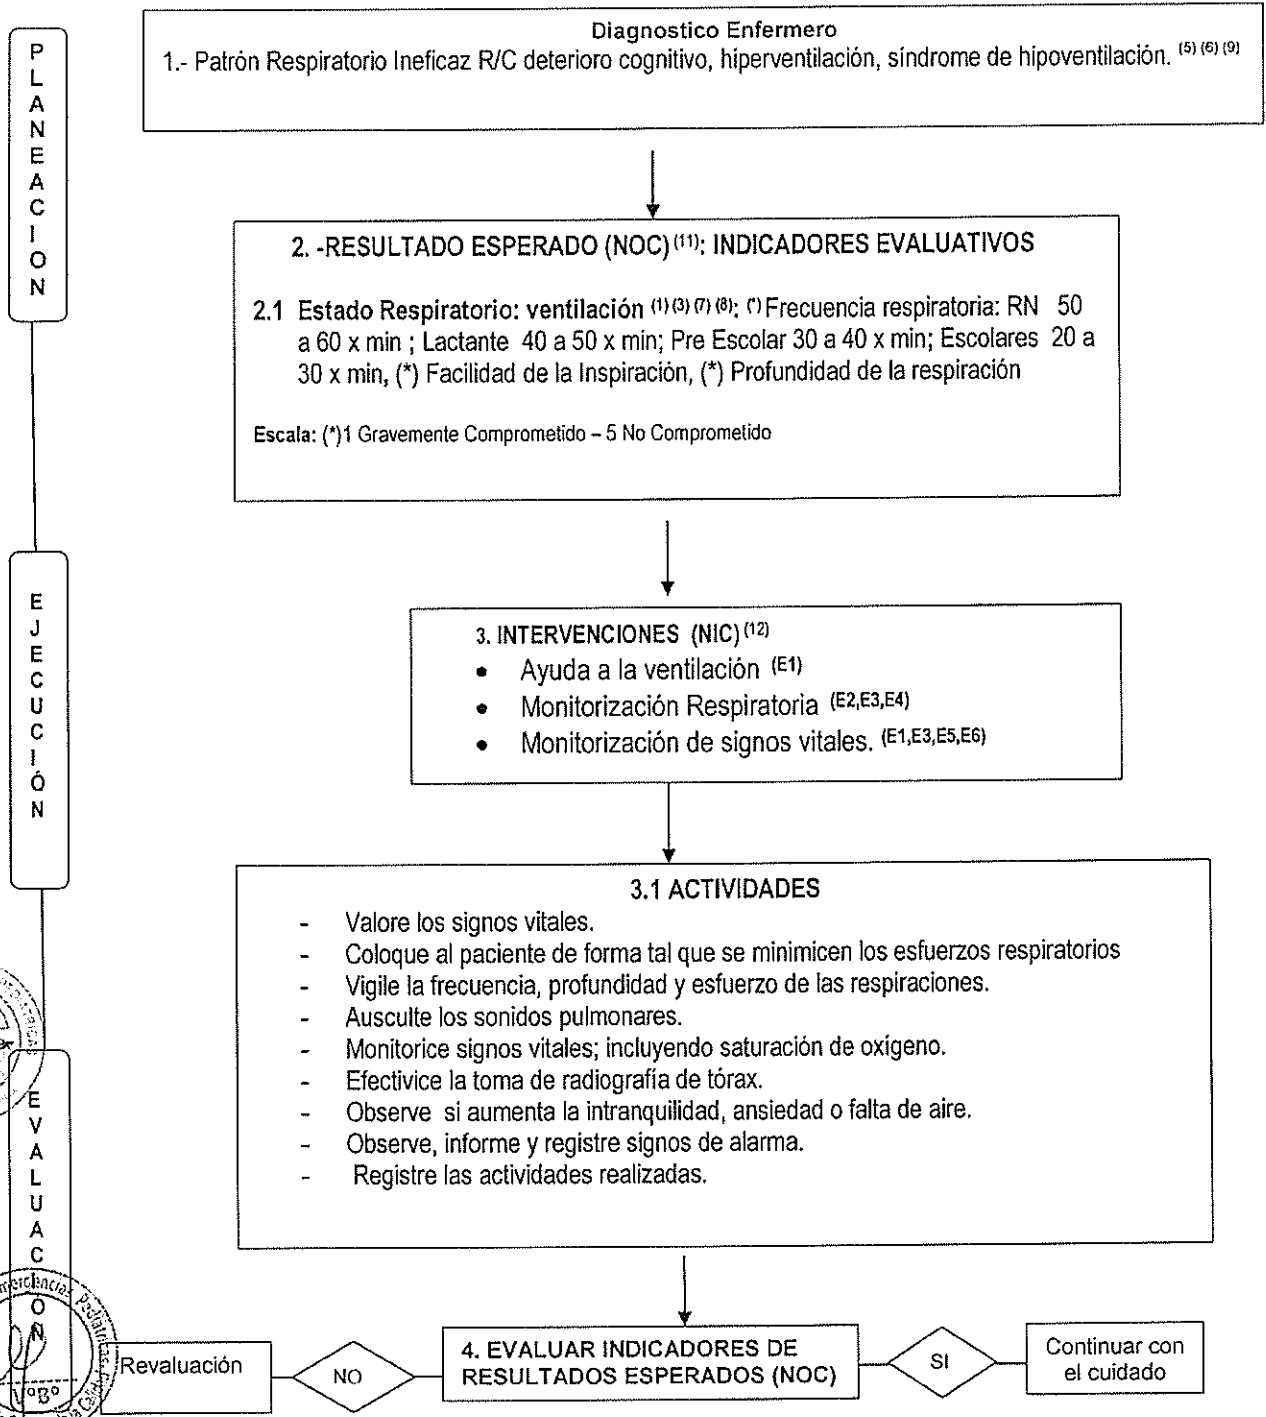 PLANEACION
Diagnostico Enfermero
1.- Patrón Respiratorio Ineficaz R/C deterioro cognitivo, hiperventilación, síndrome de hipoventilación. (5) (6) (9)
2. -RESULTADO ESPERADO (NOC) (11): INDICADORES EVALUATIVOS
2.1 Estado Respiratorio: ventilación (1) (3) (7) (8): (*) Frecuencia respiratoria: RN 50
a 60 x min ; Lactante 40 a 50 x min; Pre Escolar 30 a 40 x min; Escolares 20 a
30 x min, (*) Facilidad de la Inspiración, (*) Profundidad de la respiración
Escala: (*)1 Gravemente Comprometido – 5 No Comprometido
EJECUCIÓN
3. INTERVENCIONES (NIC) (12)
• Ayuda a la ventilación (E1)
• Monitorización Respiratoria (E2,E3,E4)
• Monitorización de signos vitales. (E1,E3,E5,E6)
3.1 ACTIVIDADES
- Valore los signos vitales.
- Coloque al paciente de forma tal que se minimicen los esfuerzos respiratorios
- Vigile la frecuencia, profundidad y esfuerzo de las respiraciones.
- Ausculte los sonidos pulmonares.
- Monitorice signos vitales; incluyendo saturación de oxígeno.
- Efectivice la toma de radiografía de tórax.
- Observe si aumenta la intranquilidad, ansiedad o falta de aire.
- Observe, informe y registre signos de alarma.
- Registre las actividades realizadas.
EVALUACION
Revaluación
NO
4. EVALUAR INDICADORES DE
RESULTADOS ESPERADOS (NOC)
SI
Continuar con
el cuidado
VºBº